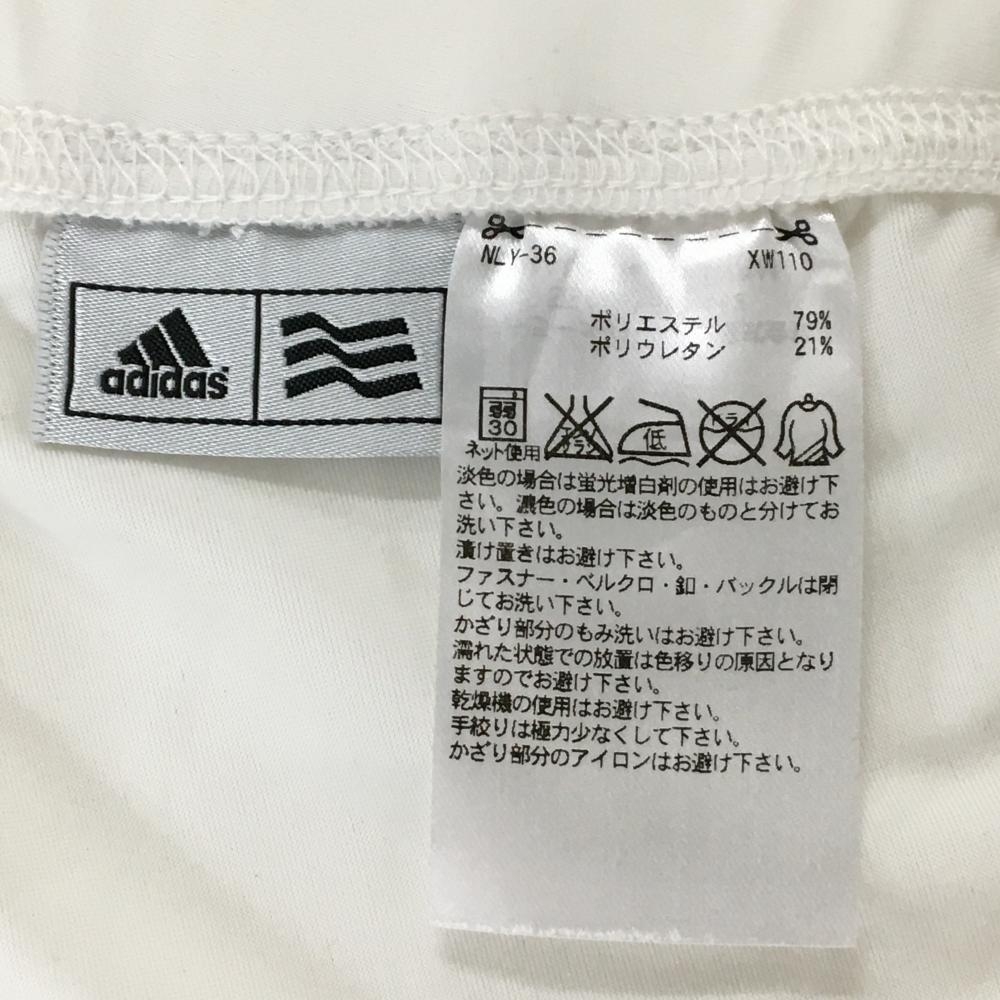 adidas
NLY-36 XW110
ポリエステル 79%
ポリウレタン 21%
弱
30
ネット使用
エンソ
サラシ
低
ドライ
淡色の場合は蛍光増白剤の使用はお避け下
さい。濃色の場合は淡色のものと分けてお
洗い下さい。
漬け置きはお避け下さい。
ファスナー・ベルクロ・釦・バックルは閉
じてお洗い下さい。
かざり部分のもみ洗いはお避け下さい。
濡れた状態での放置は色移りの原因となり
ますのでお避け下さい。
乾燥機の使用はお避け下さい。
手絞りは極力少なくして下さい。
かざり部分のアイロンはお避け下さい。